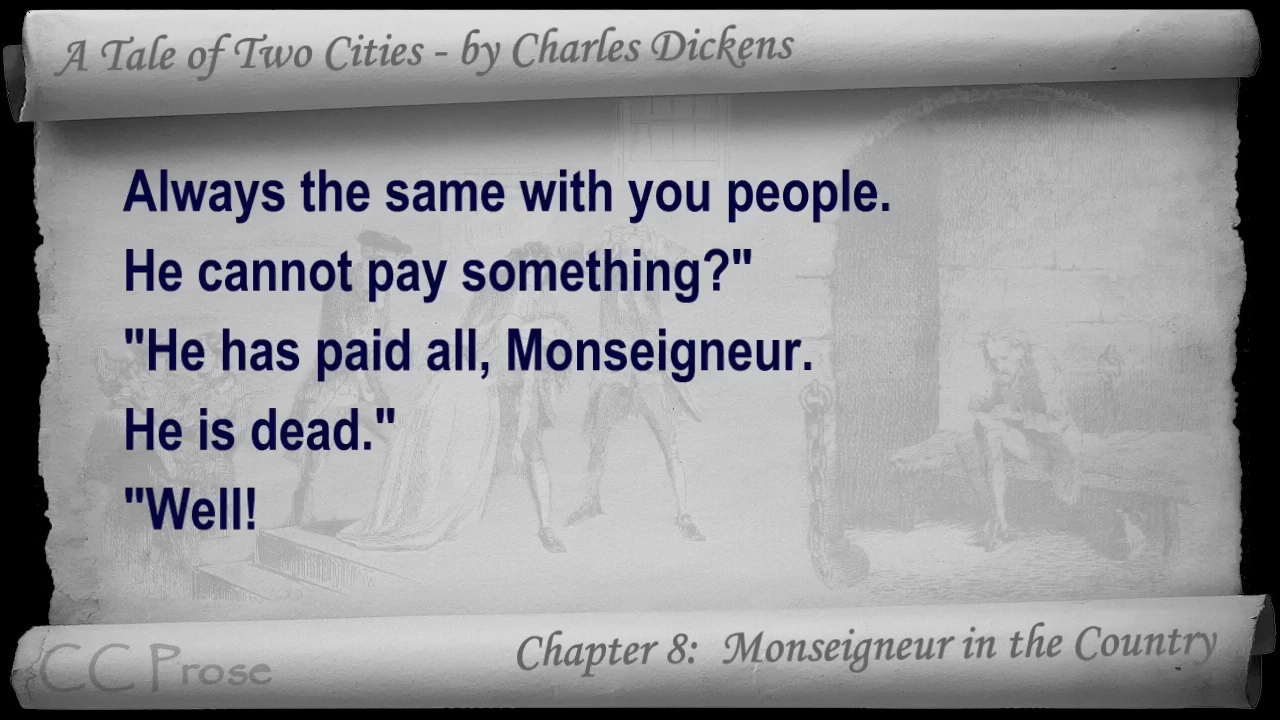 A Tale of Two Cities - by Charles Dickens
Always the same with you people.
He cannot pay something?"
"He has paid all, Monseigneur.
He is dead."
"Well!
CC Prose
Chapter 8: Monseigneur in the Country